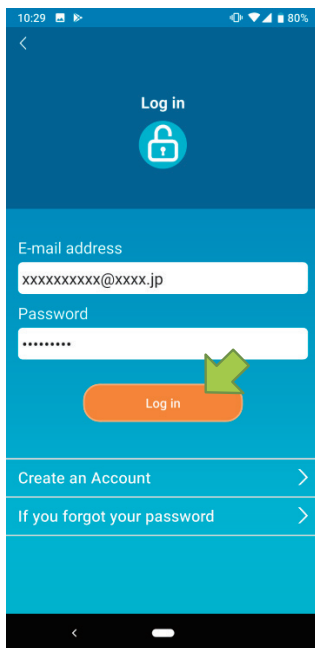 10:29 80%
Log in
E-mail address
xxxxxxxxxx@xxxx.jp
Password
•••••••••
Log in
Create an Account
If you forgot your password